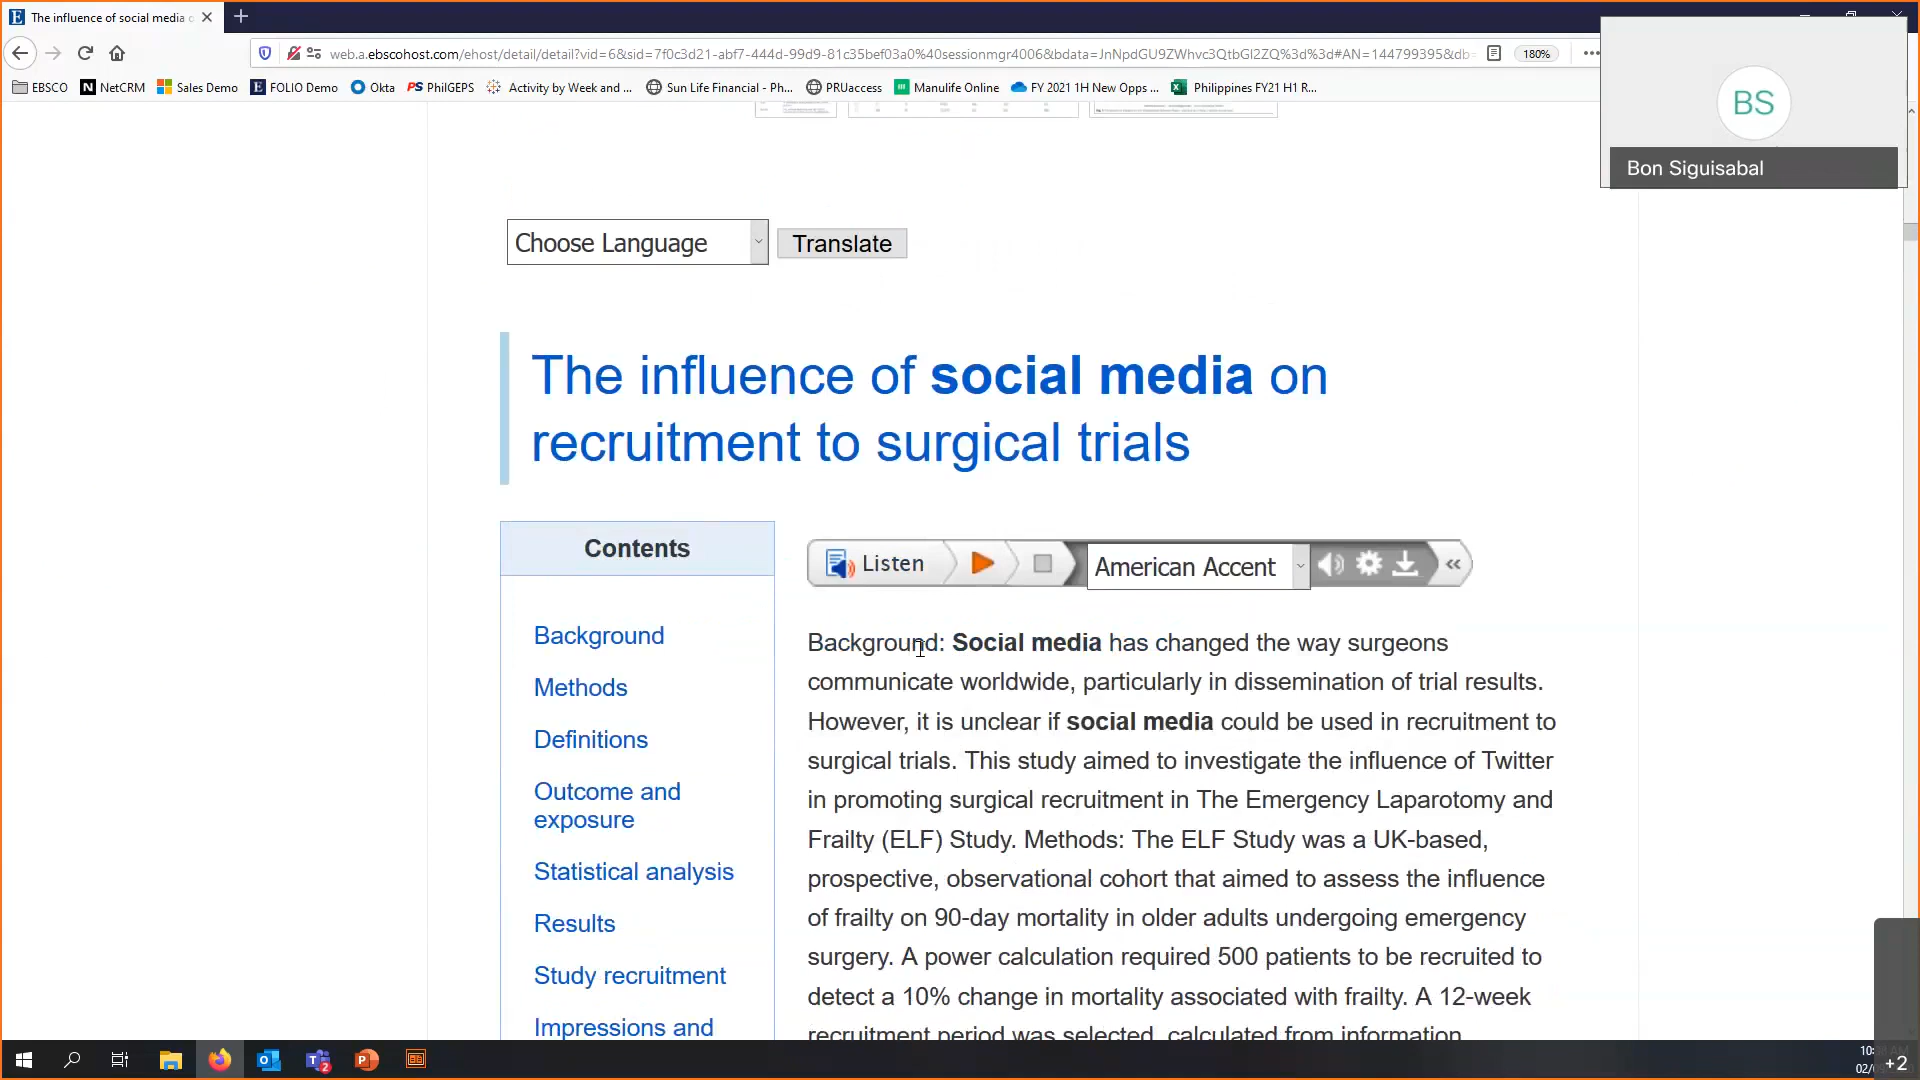 The influence of social media o
web.a.ebscohost.com/ehost/detail/detail?vid=6&sid=7f0c3d21-abf7-444d-99d9-81c35bef03a0%40sessionmgr4006&bdata=JnNpdGU9ZWhvc3QtbGl2ZQ%3d%3d#AN=144799395&db=
180%
EBSCO NetCRM Sales Demo FOLIO Demo Okta PhilGEPS Activity by Week and ... Sun Life Financial - Ph... PRUaccess Manulife Online FY 2021 1H New Opps ... Philippines FY21 H1 R...
BS
Bon Siguisabal
Choose Language Translate
The influence of social media on
recruitment to surgical trials
Contents
Background
Methods
Definitions
Outcome and
exposure
Statistical analysis
Results
Study recruitment
Impressions and
Listen American Accent
Background: Social media has changed the way surgeons
communicate worldwide, particularly in dissemination of trial results.
However, it is unclear if social media could be used in recruitment to
surgical trials. This study aimed to investigate the influence of Twitter
in promoting surgical recruitment in The Emergency Laparotomy and
Frailty (ELF) Study. Methods: The ELF Study was a UK-based,
prospective, observational cohort that aimed to assess the influence
of frailty on 90-day mortality in older adults undergoing emergency
surgery. A power calculation required 500 patients to be recruited to
detect a 10% change in mortality associated with frailty. A 12-week
recruitment period was selected, calculated from information
+2